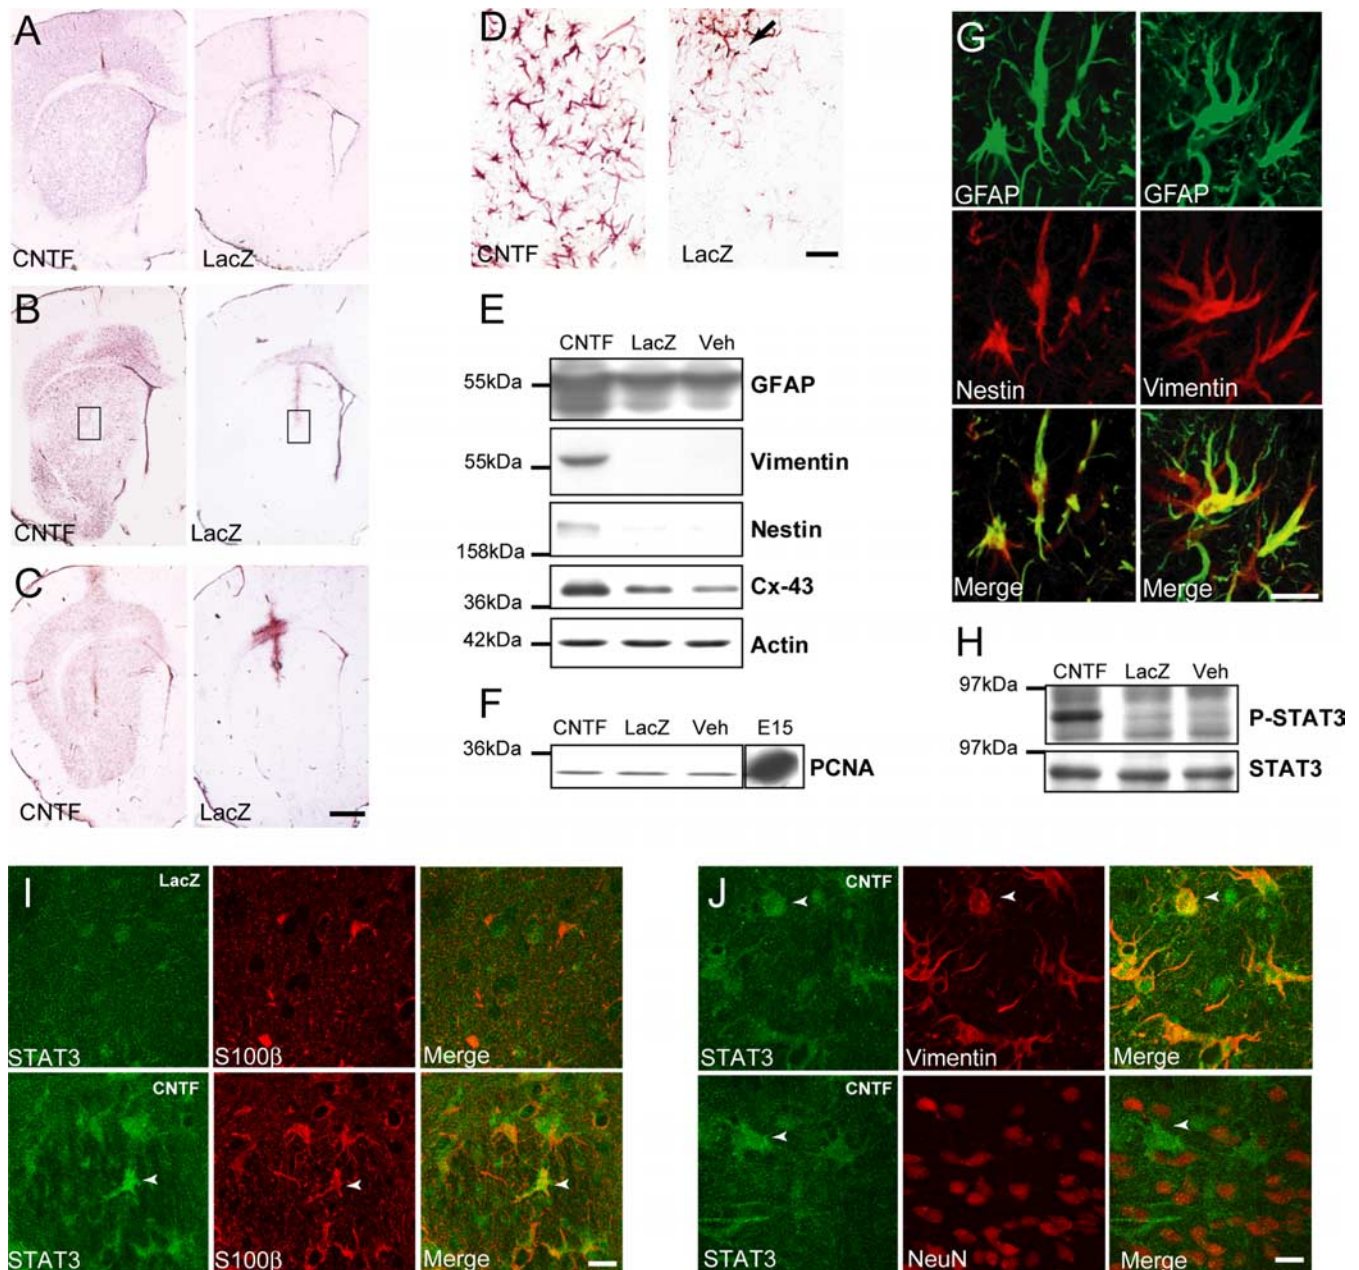 A
CNTF
LacZ
B
CNTF
LacZ
C
CNTF
LacZ
D
CNTF
LacZ
E
CNTF LacZ Veh
55kDa GFAP
55kDa Vimentin
Nestin
158kDa
Cx-43
36kDa
42kDa Actin
F
CNTF LacZ Veh E15
36kDa
PCNA
G
GFAP GFAP
Nestin Vimentin
Merge Merge
H
CNTF LacZ Veh
97kDa
P-STAT3
97kDa
STAT3
I
LacZ
STAT3 S100β Merge
CNTF
STAT3 S100β Merge
J
CNTF
STAT3 Vimentin Merge
CNTF
STAT3 NeuN Merge